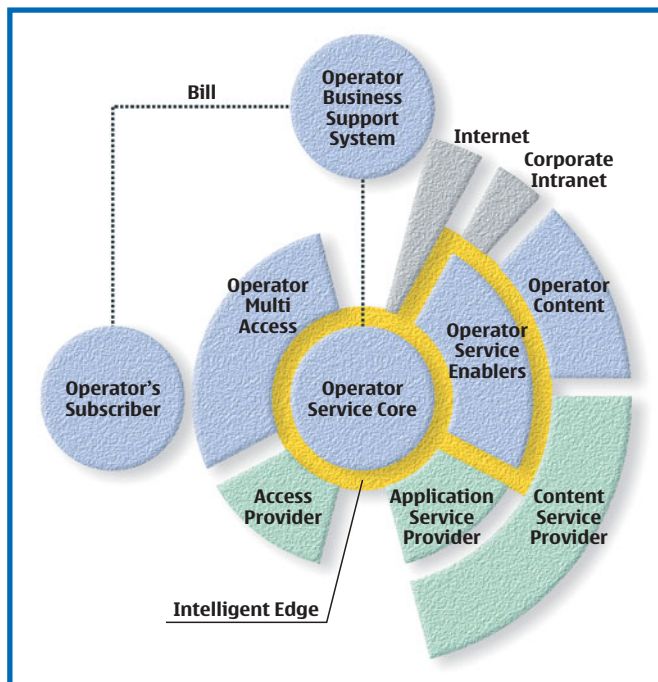 Bill
Operator
Business
Support
System
Internet
Corporate
Intranet
Operator
Multi
Access
Operator
Content
Operator
Service
Enablers
Operator's
Subscriber
Operator
Service Core
Access
Provider
Application
Service
Provider
Content
Service
Provider
Intelligent Edge